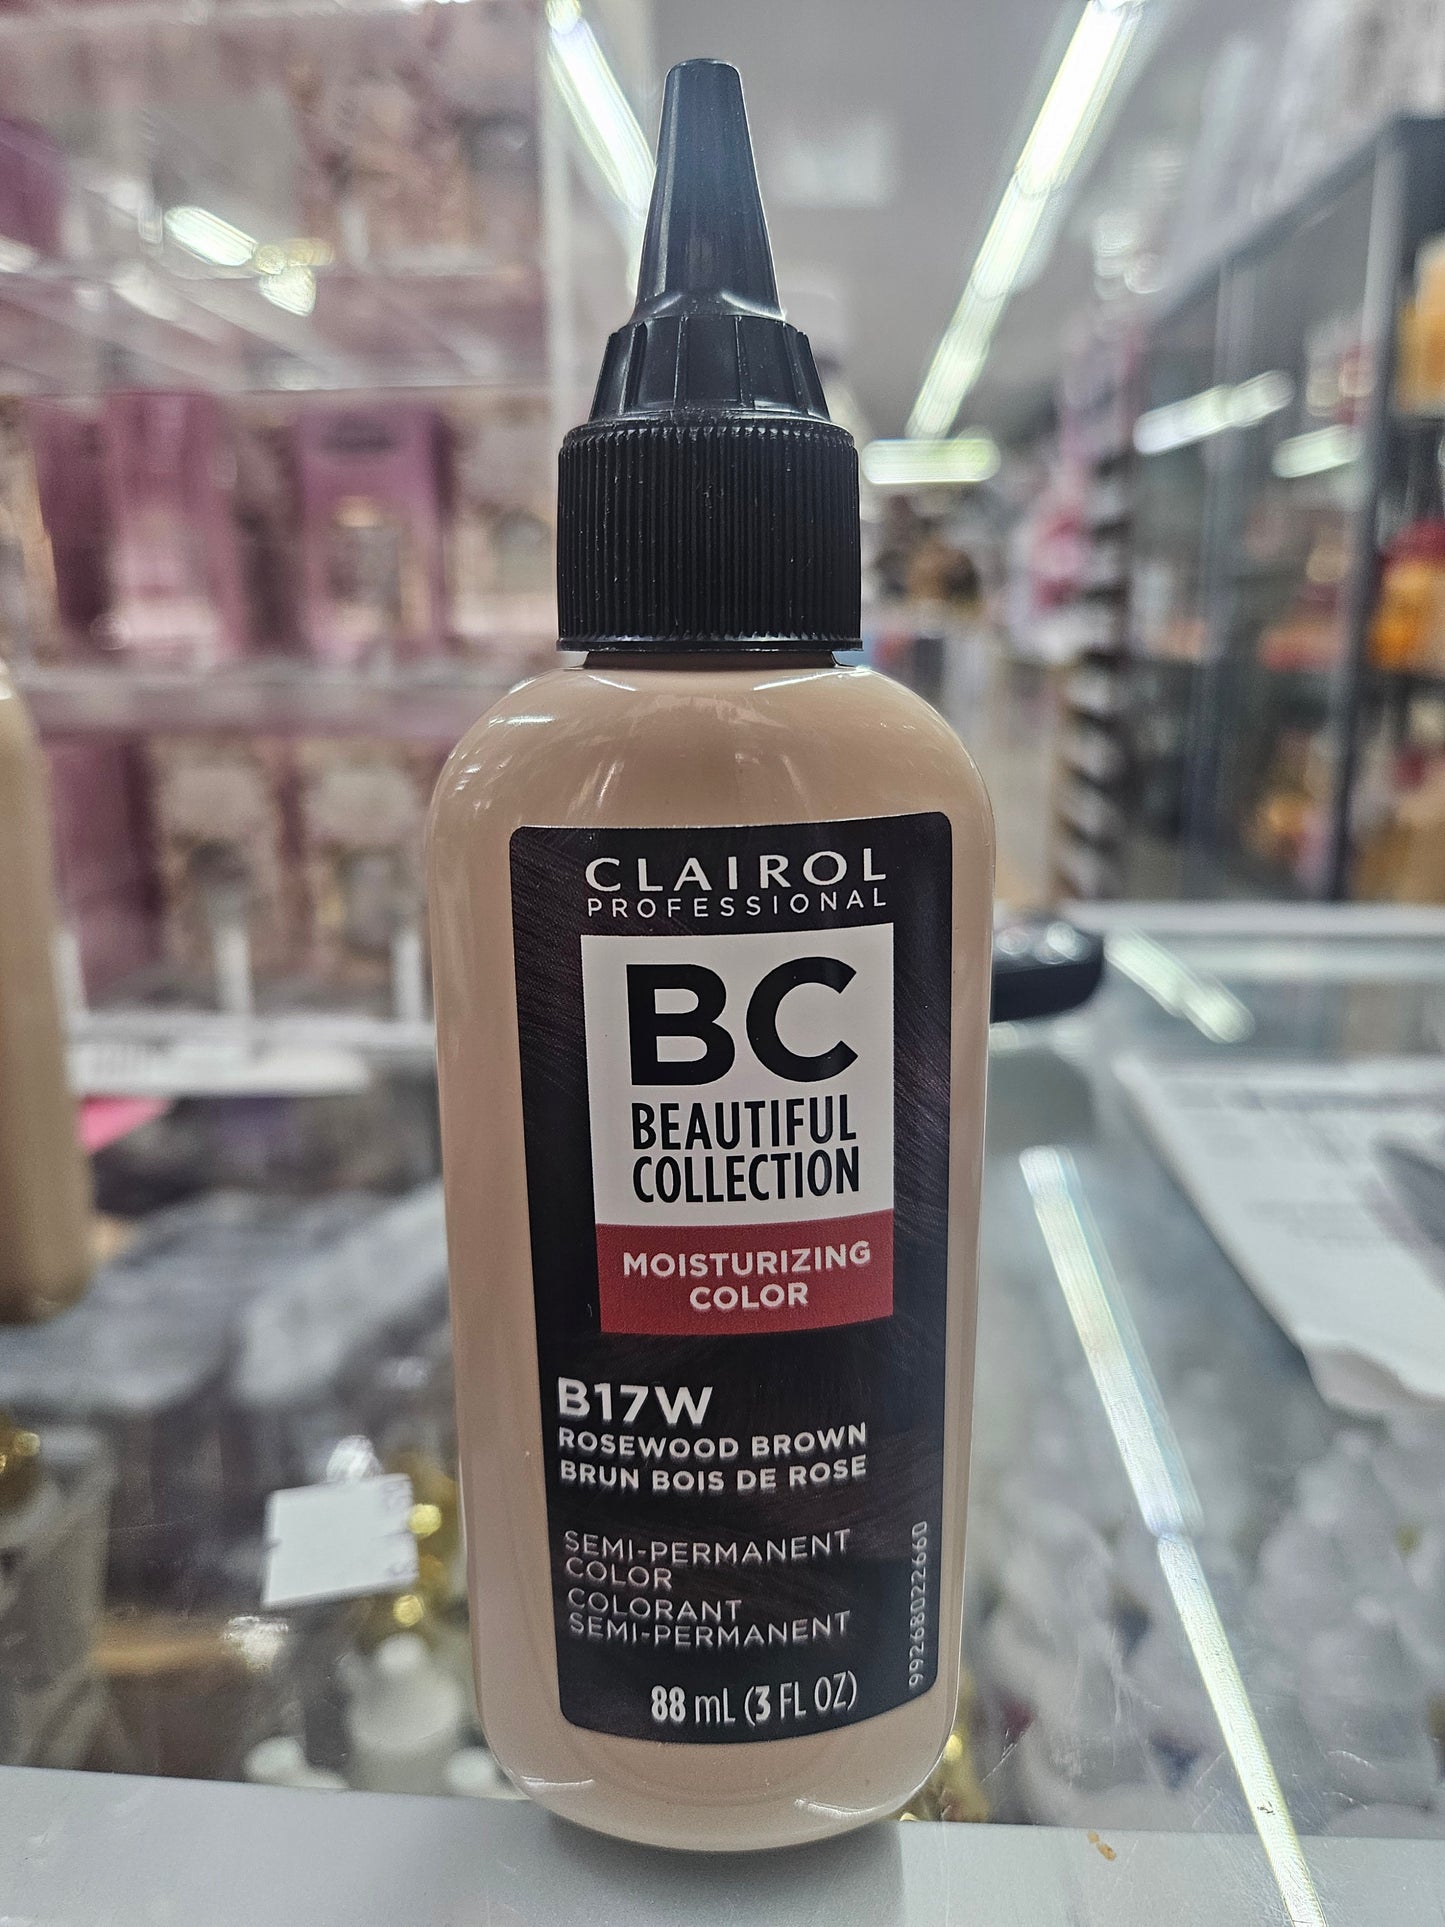 CLAIROL
PROFESSIONAL
BC
BEAUTIFUL
COLLECTION
MOISTURIZING
COLOR
B17W
ROSEWOOD BROWN
BRUN BOIS DE ROSE
SEMI-PERMANENT
COLOR
COLORANT
SEMI-PERMANENT
88 mL (3 FL OZ)
99268022660